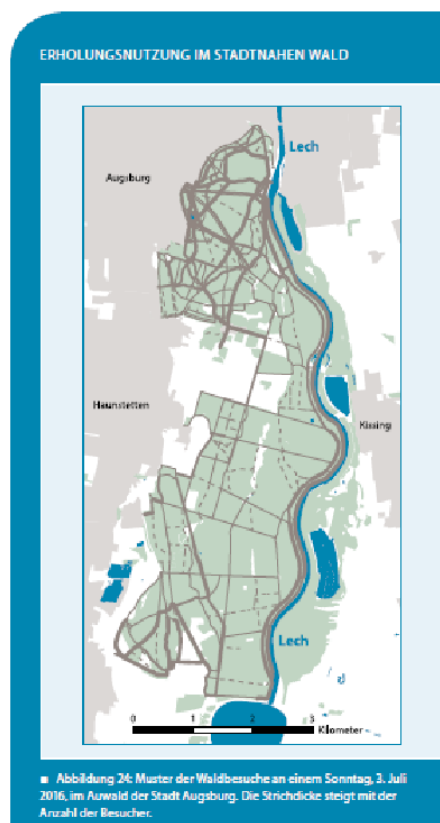 ERHOLUNGSNUTZUNG IM STADTNAHEN WALD
Lech
Augsburg
Haunstetten
Kissing
Lech
0 1 2 3
Kilometer
■ Abbildung 24: Muster der Waldbesuche an einem Sonntag, 3. Juli
2016, im Auwald der Stadt Augsburg. Die Strichdicke steigt mit der
Anzahl der Besucher.